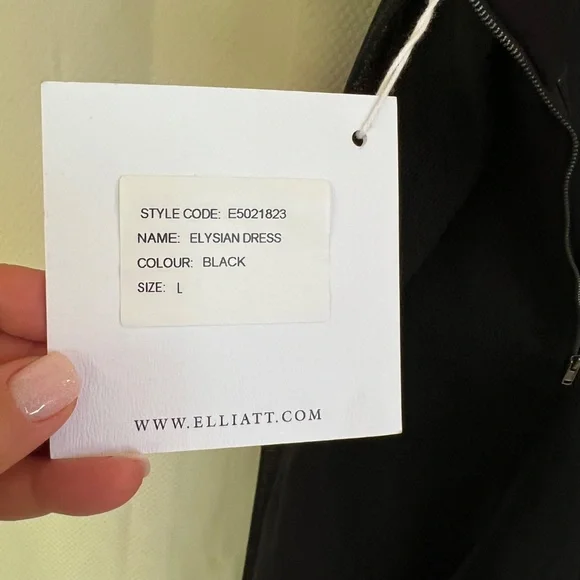 STYLE CODE: E5021823
NAME: ELYSIAN DRESS
COLOUR: BLACK
SIZE: L
WWW.ELLIATT.COM